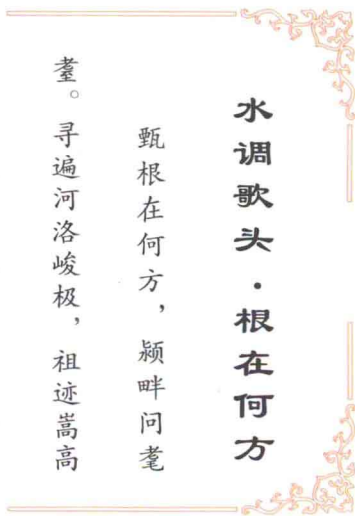 水调歌头·根在何方
甄根在何方，颍畔问耄
耋。寻遍河洛峻极，祖迹嵩高